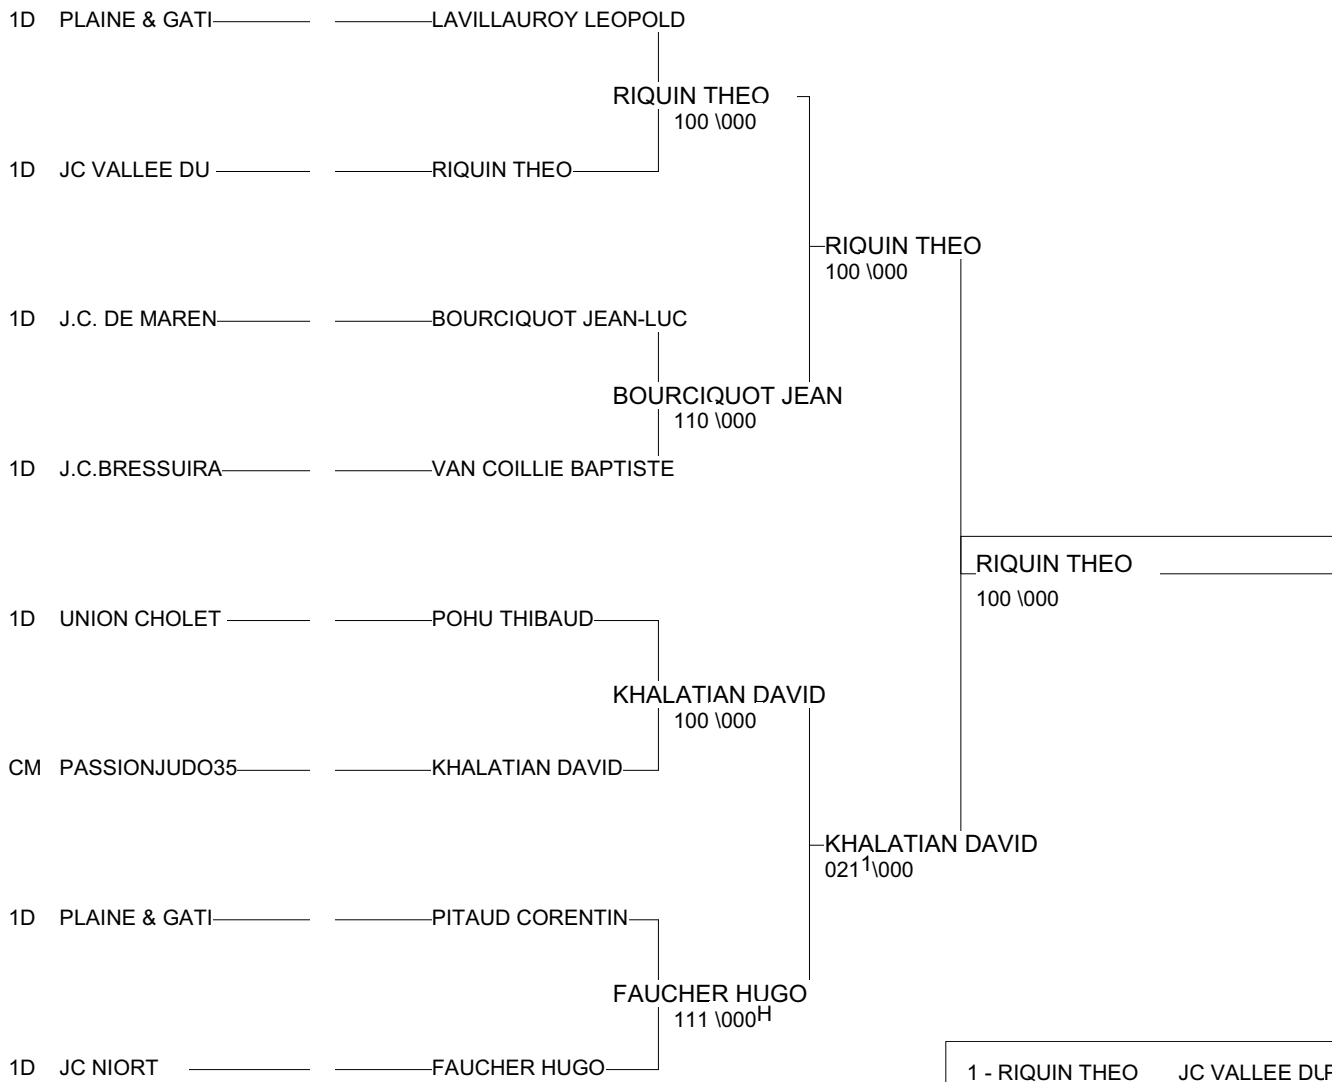 1D PLAINE & GATI LAVILLAUROY LEOPOLD
RIQUIN THEO
100 \000
1D JC VALLEE DU RIQUIN THEO
RIQUIN THEO
100 \000
1D J.C. DE MAREN BOURCIQUOT JEAN-LUC
BOURCIQUOT JEAN
110 \000
1D J.C.BRESSUIRA VAN COILLIE BAPTISTE
RIQUIN THEO
100 \000
1D UNION CHOLET POHU THIBAUD
KHALATIAN DAVID
100 \000
CM PASSIONJUDO35 KHALATIAN DAVID
KHALATIAN DAVID
021¹\000
1D PLAINE & GATI PITAUD CORENTIN
FAUCHER HUGO
111 \000H
1D JC NIORT FAUCHER HUGO
1 - RIQUIN THEO JC VALLEE DU